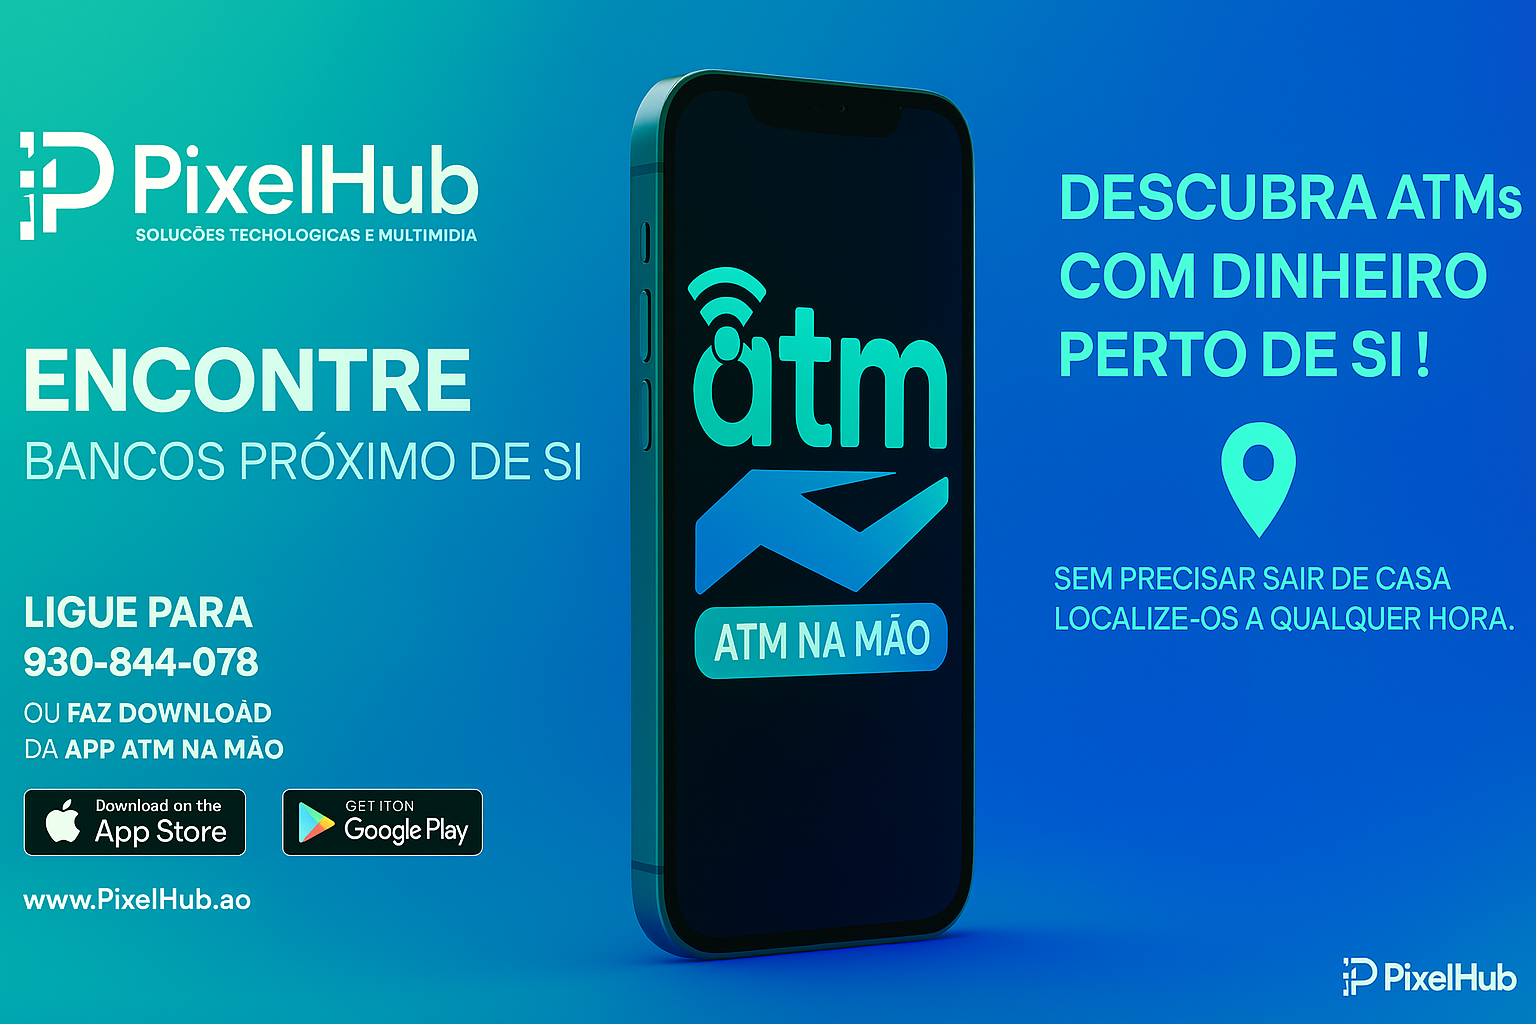 PixelHub
SOLUCÕES TECHOLOGICAS E MULTIMIDIA
ENCONTRE
BANCOS PRÓXIMO DE SI
LIGUE PARA
930-844-078
OU FAZ DOWNLOÀD
DA APP ATM NA MÃO
Download on the
App Store
GET ITON
Google Play
www.PixelHub.ao
atm
ATM NA MÃO
DESCUBRA ATMs
COM DINHEIRO
PERTO DE SI !
SEM PRECISAR SAIR DE CASA
LOCALIZE-OS A QUALQUER HORA.
PixelHub